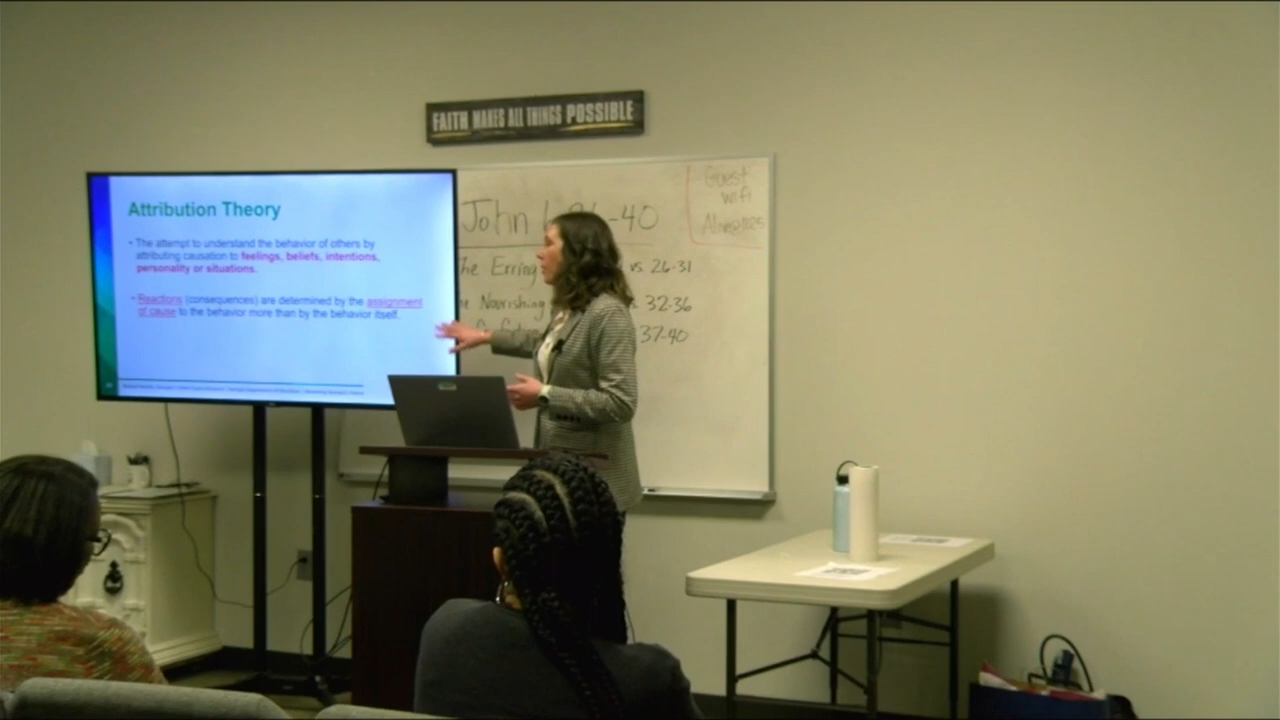 FAITH MAKES ALL THINGS POSSIBLE
Attribution Theory
• The attempt to understand the behavior of others by
attributing causation to feelings, beliefs, intentions,
personality or situations.
• Reactions (consequences) are determined by the assignment
of cause to the behavior more than by the behavior itself.
John 6 -40
Guest
wifi
he Erring vs. 26-31
Nourishing 32-36
37-40